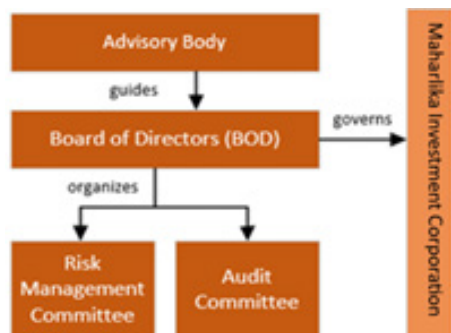 Advisory Body
guides
Board of Directors (BOD)
governs
Maharlika Investment Corporation
organizes
Risk
Management
Committee
Audit
Committee